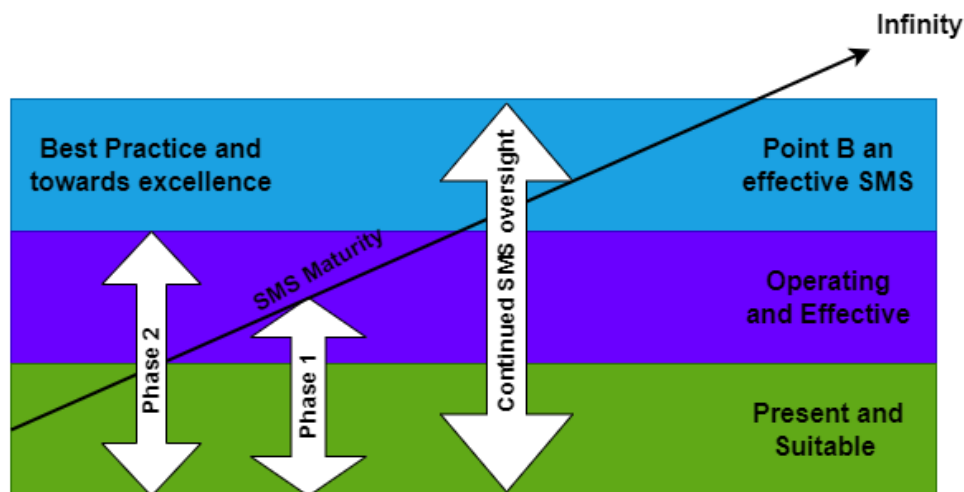 Infinity
Best Practice and
towards excellence
Point B an
effective SMS
Continued SMS oversight
SMS Maturity
Operating
and Effective
Phase 2
Phase 1
Present and
Suitable